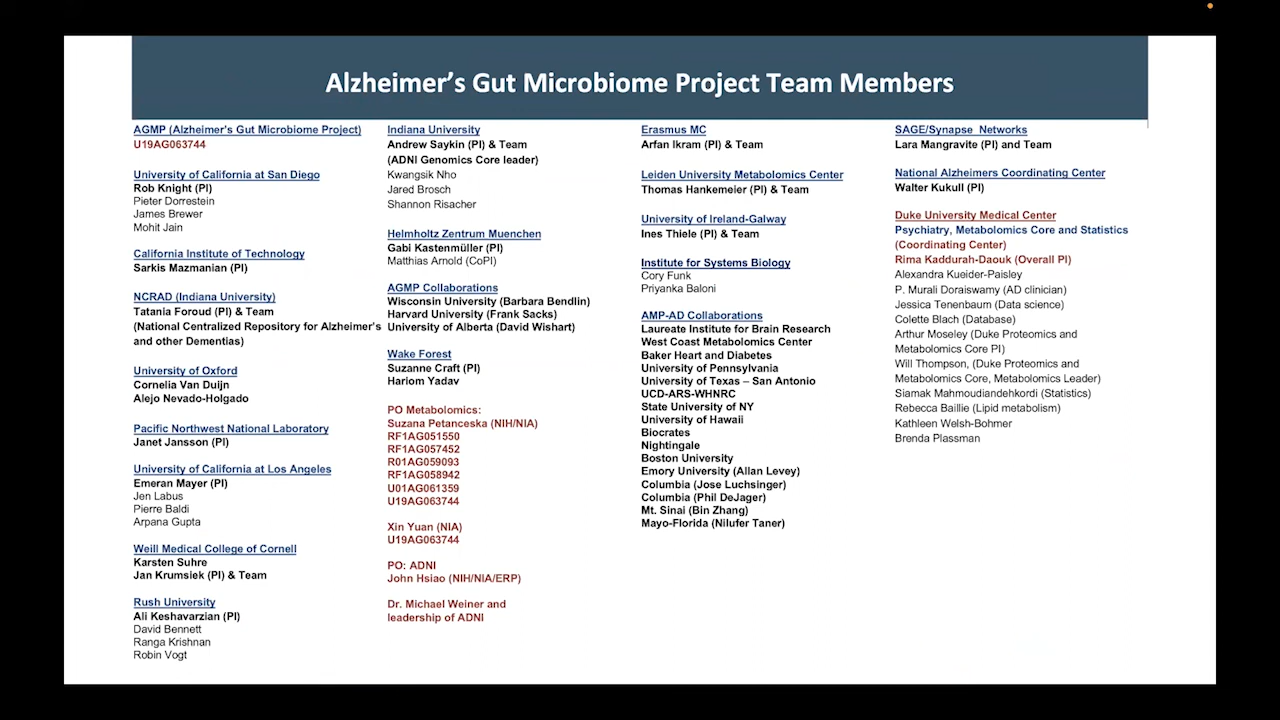 Alzheimer's Gut Microbiome Project Team Members
AGMP (Alzheimer's Gut Microbiome Project)
U19AG063744
University of California at San Diego
Rob Knight (PI)
Pieter Dorrestein
James Brewer
Mohit Jain
California Institute of Technology
Sarkis Mazmanian (PI)
NCRAD (Indiana University)
Tatania Foroud (PI) & Team
(National Centralized Repository for Alzheimer's
and other Dementias)
University of Oxford
Cornelia Van Duijn
Alejo Nevado-Holgado
Pacific Northwest National Laboratory
Janet Jansson (PI)
University of California at Los Angeles
Emeran Mayer (PI)
Jen Labus
Pierre Baldi
Arpana Gupta
Weill Medical College of Cornell
Karsten Suhre
Jan Krumsiek (PI) & Team
Rush University
Ali Keshavarzian (PI)
David Bennett
Ranga Krishnan
Robin Vogt
Indiana University
Andrew Saykin (PI) & Team
(ADNI Genomics Core leader)
Kwangsik Nho
Jared Brosch
Shannon Risacher
Helmholtz Zentrum Muenchen
Gabi Kastenmüller (PI)
Matthias Arnold (CoPI)
AGMP Collaborations
Wisconsin University (Barbara Bendlin)
Harvard University (Frank Sacks)
University of Alberta (David Wishart)
Wake Forest
Suzanne Craft (PI)
Hariom Yadav
PO Metabolomics:
Suzana Petanceska (NIH/NIA)
RF1AG051550
RF1AG057452
R01AG059093
RF1AG058942
U01AG061359
U19AG063744
Xin Yuan (NIA)
U19AG063744
PO: ADNI
John Hsiao (NIH/NIA/ERP)
Dr. Michael Weiner and
leadership of ADNI
Erasmus MC
Arfan Ikram (PI) & Team
Leiden University Metabolomics Center
Thomas Hankemeier (PI) & Team
University of Ireland-Galway
Ines Thiele (PI) & Team
Institute for Systems Biology
Cory Funk
Priyanka Baloni
AMP-AD Collaborations
Laureate Institute for Brain Research
West Coast Metabolomics Center
Baker Heart and Diabetes
University of Pennsylvania
University of Texas – San Antonio
UCD-ARS-WHNRC
State University of NY
University of Hawaii
Biocrates
Nightingale
Boston University
Emory University (Allan Levey)
Columbia (Jose Luchsinger)
Columbia (Phil DeJager)
Mt. Sinai (Bin Zhang)
Mayo-Florida (Nilufer Taner)
SAGE/Synapse Networks
Lara Mangravite (PI) and Team
National Alzheimers Coordinating Center
Walter Kukull (PI)
Duke University Medical Center
Psychiatry, Metabolomics Core and Statistics
(Coordinating Center)
Rima Kaddurah-Daouk (Overall PI)
Alexandra Kueider-Paisley
P. Murali Doraiswamy (AD clinician)
Jessica Tenenbaum (Data science)
Colette Blach (Database)
Arthur Moseley (Duke Proteomics and
Metabolomics Core PI)
Will Thompson, (Duke Proteomics and
Metabolomics Core, Metabolomics Leader)
Siamak Mahmoudiandehkordi (Statistics)
Rebecca Baillie (Lipid metabolism)
Kathleen Welsh-Bohmer
Brenda Plassman